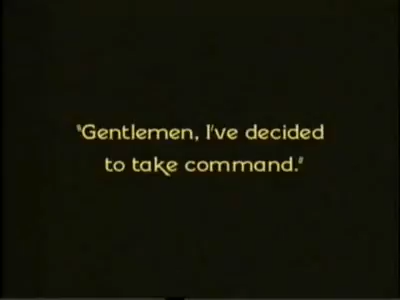 "Gentlemen, I've decided
to take command."